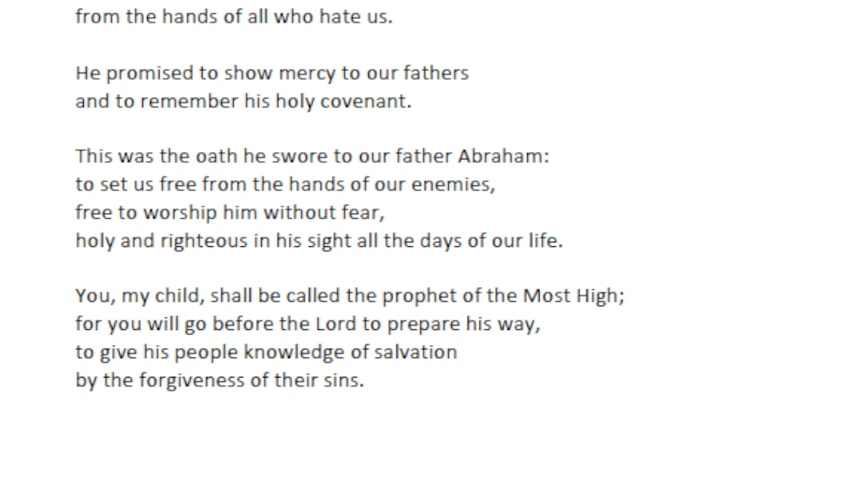 from the hands of all who hate us.
He promised to show mercy to our fathers
and to remember his holy covenant.
This was the oath he swore to our father Abraham:
to set us free from the hands of our enemies,
free to worship him without fear,
holy and righteous in his sight all the days of our life.
You, my child, shall be called the prophet of the Most High;
for you will go before the Lord to prepare his way,
to give his people knowledge of salvation
by the forgiveness of their sins.